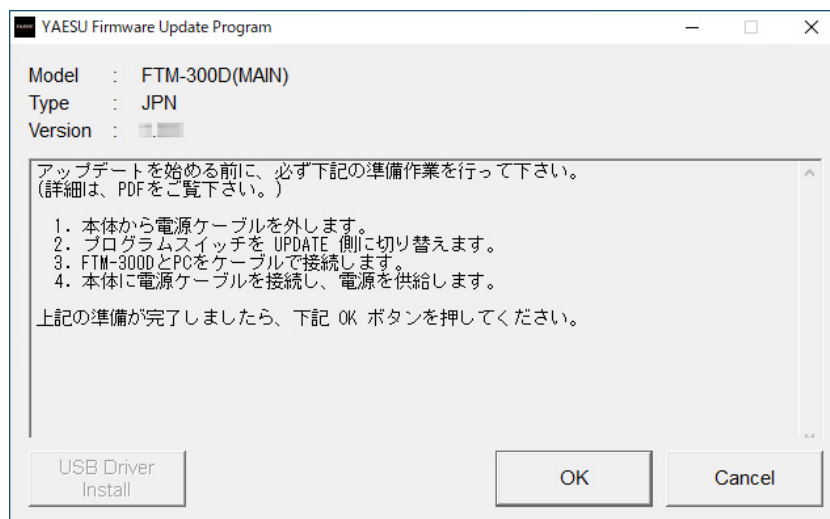 YAESU Firmware Update Program
Model : FTM-300D(MAIN)
Type : JPN
Version :
アップデートを始める前に、必ず下記の準備作業を行って下さい。
(詳細は、PDFをご覧下さい。)
1. 本体から電源ケーブルを外します。
2. プログラムスイッチを UPDATE 側に切り替えます。
3. FTM-300DとPCをケーブルで接続します。
4. 本体に電源ケーブルを接続し、電源を供給します。
上記の準備が完了しましたら、下記 OK ボタンを押してください。
USB Driver
Install
OK
Cancel